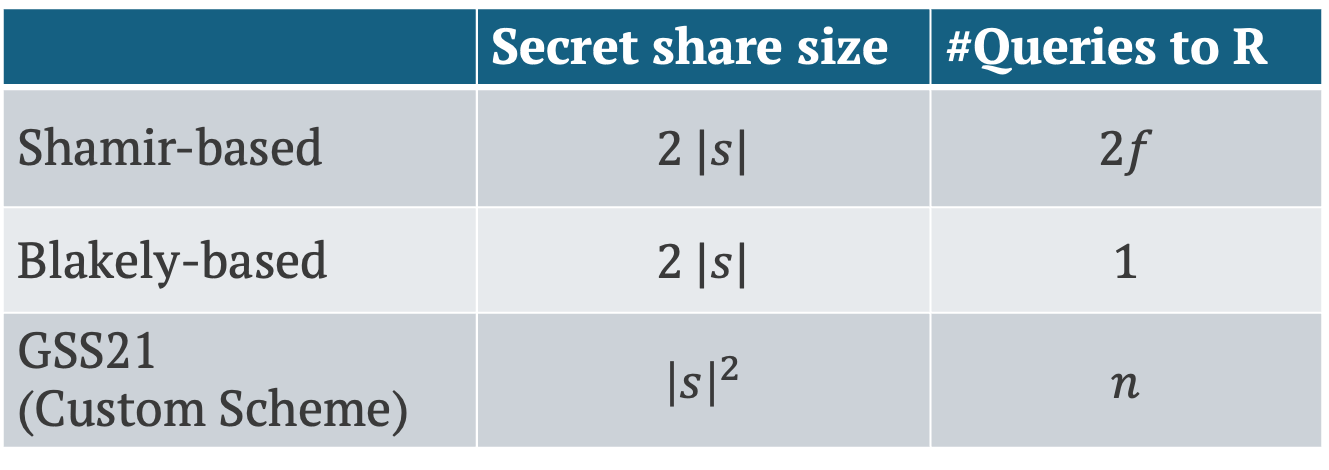 Secret share size #Queries to R
Shamir-based 2 |s| 2f
Blakely-based 2 |s| 1
GSS21
(Custom Scheme) |s|² n